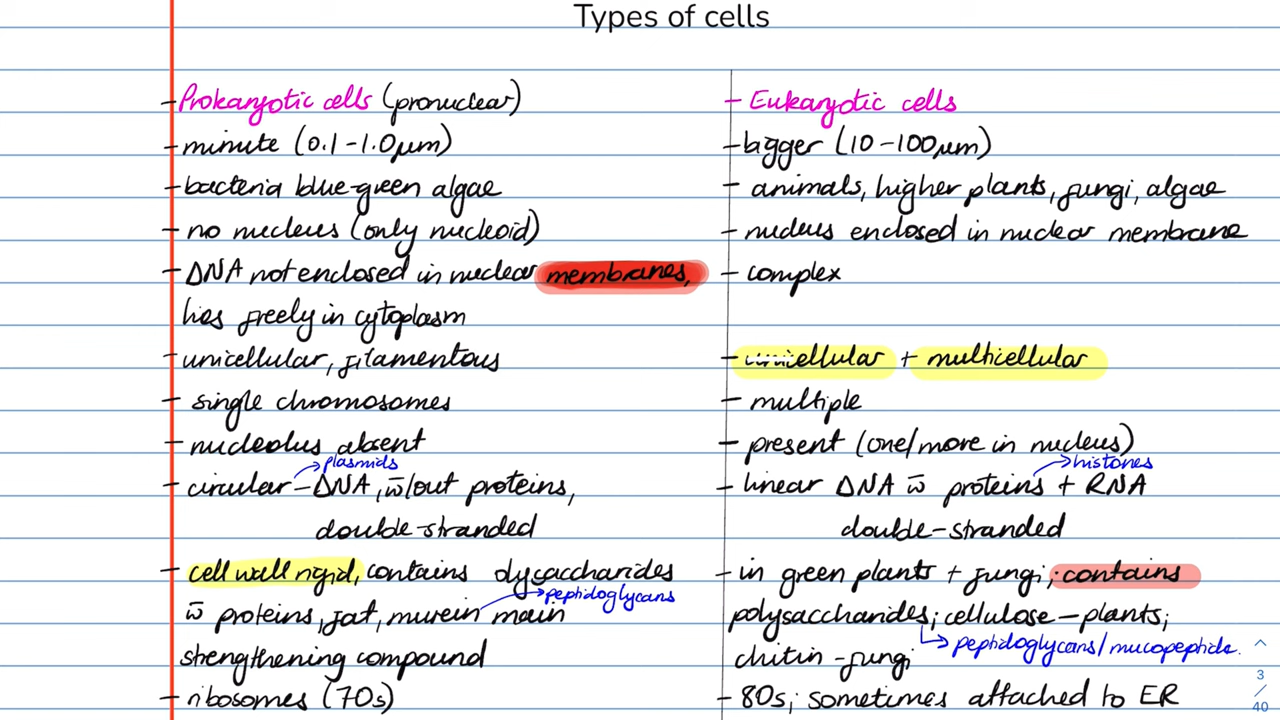 Types of cells
- Prokaryotic cells (pronuclear)
- minute (0.1-1.0μm)
- bacteria blue-green algae
- no nucleus (only nucleoid)
- DNA not enclosed in nuclear membranes,
lies freely in cytoplasm
- unicellular, filamentous
- single chromosomes
- nucleolus absent
plasmids
- circular - DNA, w̄/out proteins,
double-stranded
- cell wall rigid, contains olysaccharides
peptidoglycans
w̄ proteins, fat, murein main
strengthening compound
- ribosomes (70s)
- Eukaryotic cells
- bigger (10-100μm)
- animals, higher plants, fungi, algae
- nucleus enclosed in nuclear membrane
- complex
- unicellular + multicellular
- multiple
- present (one/more in nucleus)
histones
- linear DNA w̄ proteins + RNA
double-stranded
- in green plants + fungi; contains
polysaccharides; cellulose - plants;
peptidoglycans/mucopeptide.
chitin - fungi
- 80s; sometimes attached to ER
3
/
40